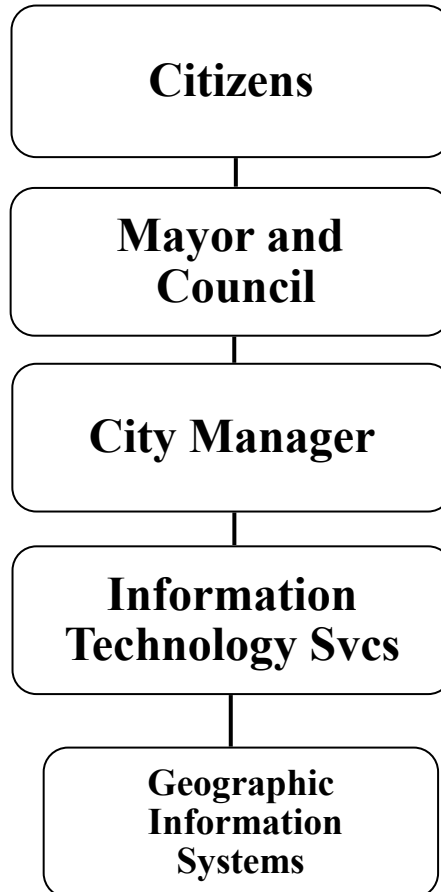 Citizens
Mayor and
Council
City Manager
Information
Technology Svcs
Geographic
Information
Systems